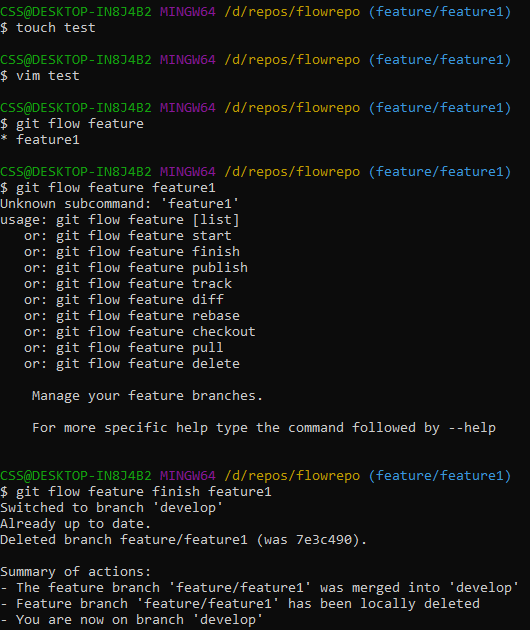 CSS@DESKTOP-IN8J4B2 MINGW64 /d/repos/flowrepo (feature/feature1)
$ touch test
CSS@DESKTOP-IN8J4B2 MINGW64 /d/repos/flowrepo (feature/feature1)
$ vim test
CSS@DESKTOP-IN8J4B2 MINGW64 /d/repos/flowrepo (feature/feature1)
$ git flow feature
* feature1
CSS@DESKTOP-IN8J4B2 MINGW64 /d/repos/flowrepo (feature/feature1)
$ git flow feature feature1
Unknown subcommand: 'feature1'
usage: git flow feature [list]
   or: git flow feature start
   or: git flow feature finish
   or: git flow feature publish
   or: git flow feature track
   or: git flow feature diff
   or: git flow feature rebase
   or: git flow feature checkout
   or: git flow feature pull
   or: git flow feature delete
    Manage your feature branches.
    For more specific help type the command followed by --help
CSS@DESKTOP-IN8J4B2 MINGW64 /d/repos/flowrepo (feature/feature1)
$ git flow feature finish feature1
Switched to branch 'develop'
Already up to date.
Deleted branch feature/feature1 (was 7e3c490).
Summary of actions:
- The feature branch 'feature/feature1' was merged into 'develop'
- Feature branch 'feature/feature1' has been locally deleted
- You are now on branch 'develop'